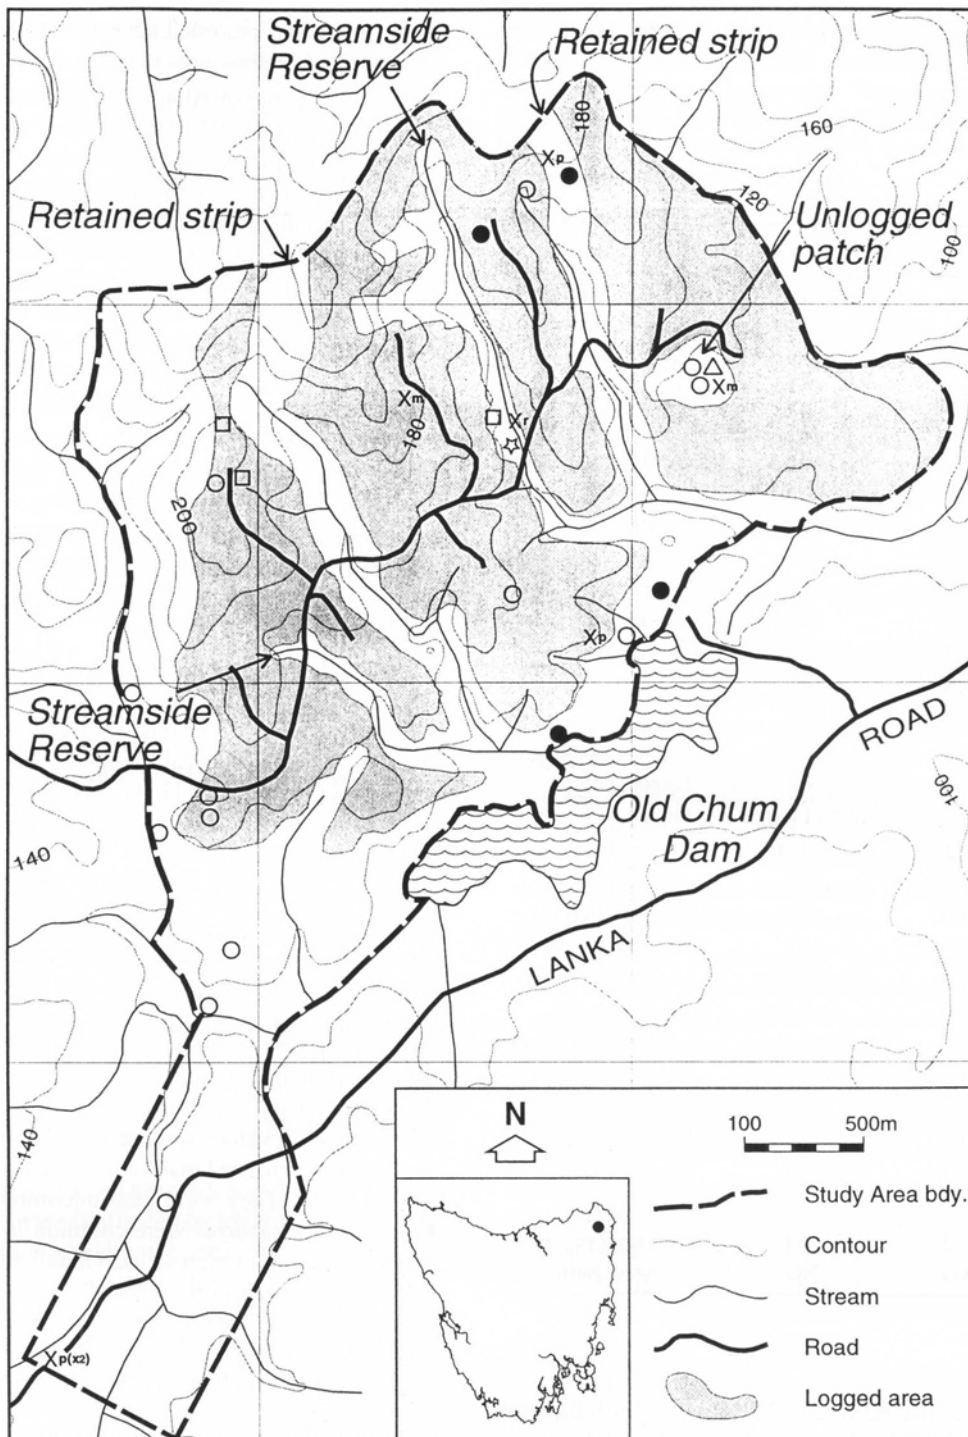 Streamside
Reserve
Retained strip
180
160
Xp
120
Retained strip
Unlogged
patch
100
Xm
Xm
180
Xr
200
Xp
Streamside
Reserve
ROAD
100
Old Chum
Dam
140
LANKA
N
100 500m
140
Study Area bdy.
Contour
Stream
Road
Xp(x2)
Logged area